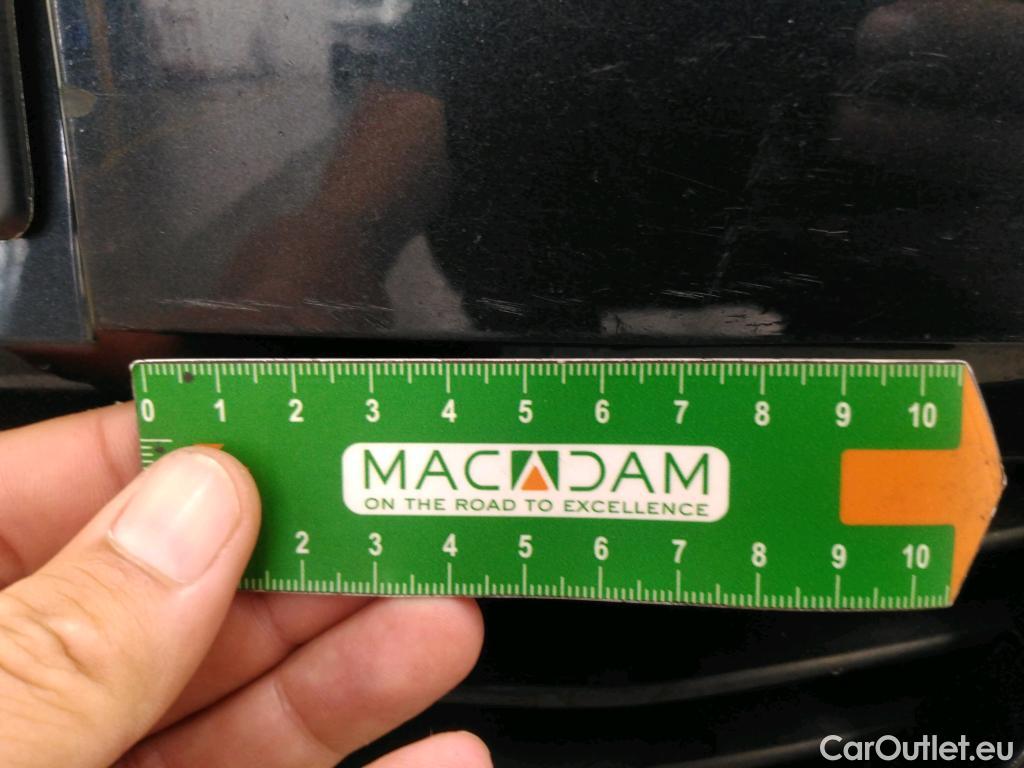 0 1 2 3 4 5 6 7 8 9 10
MACADAM
ON THE ROAD TO EXCELLENCE
2 3 4 5 6 7 8 9 10
CarOutlet.eu